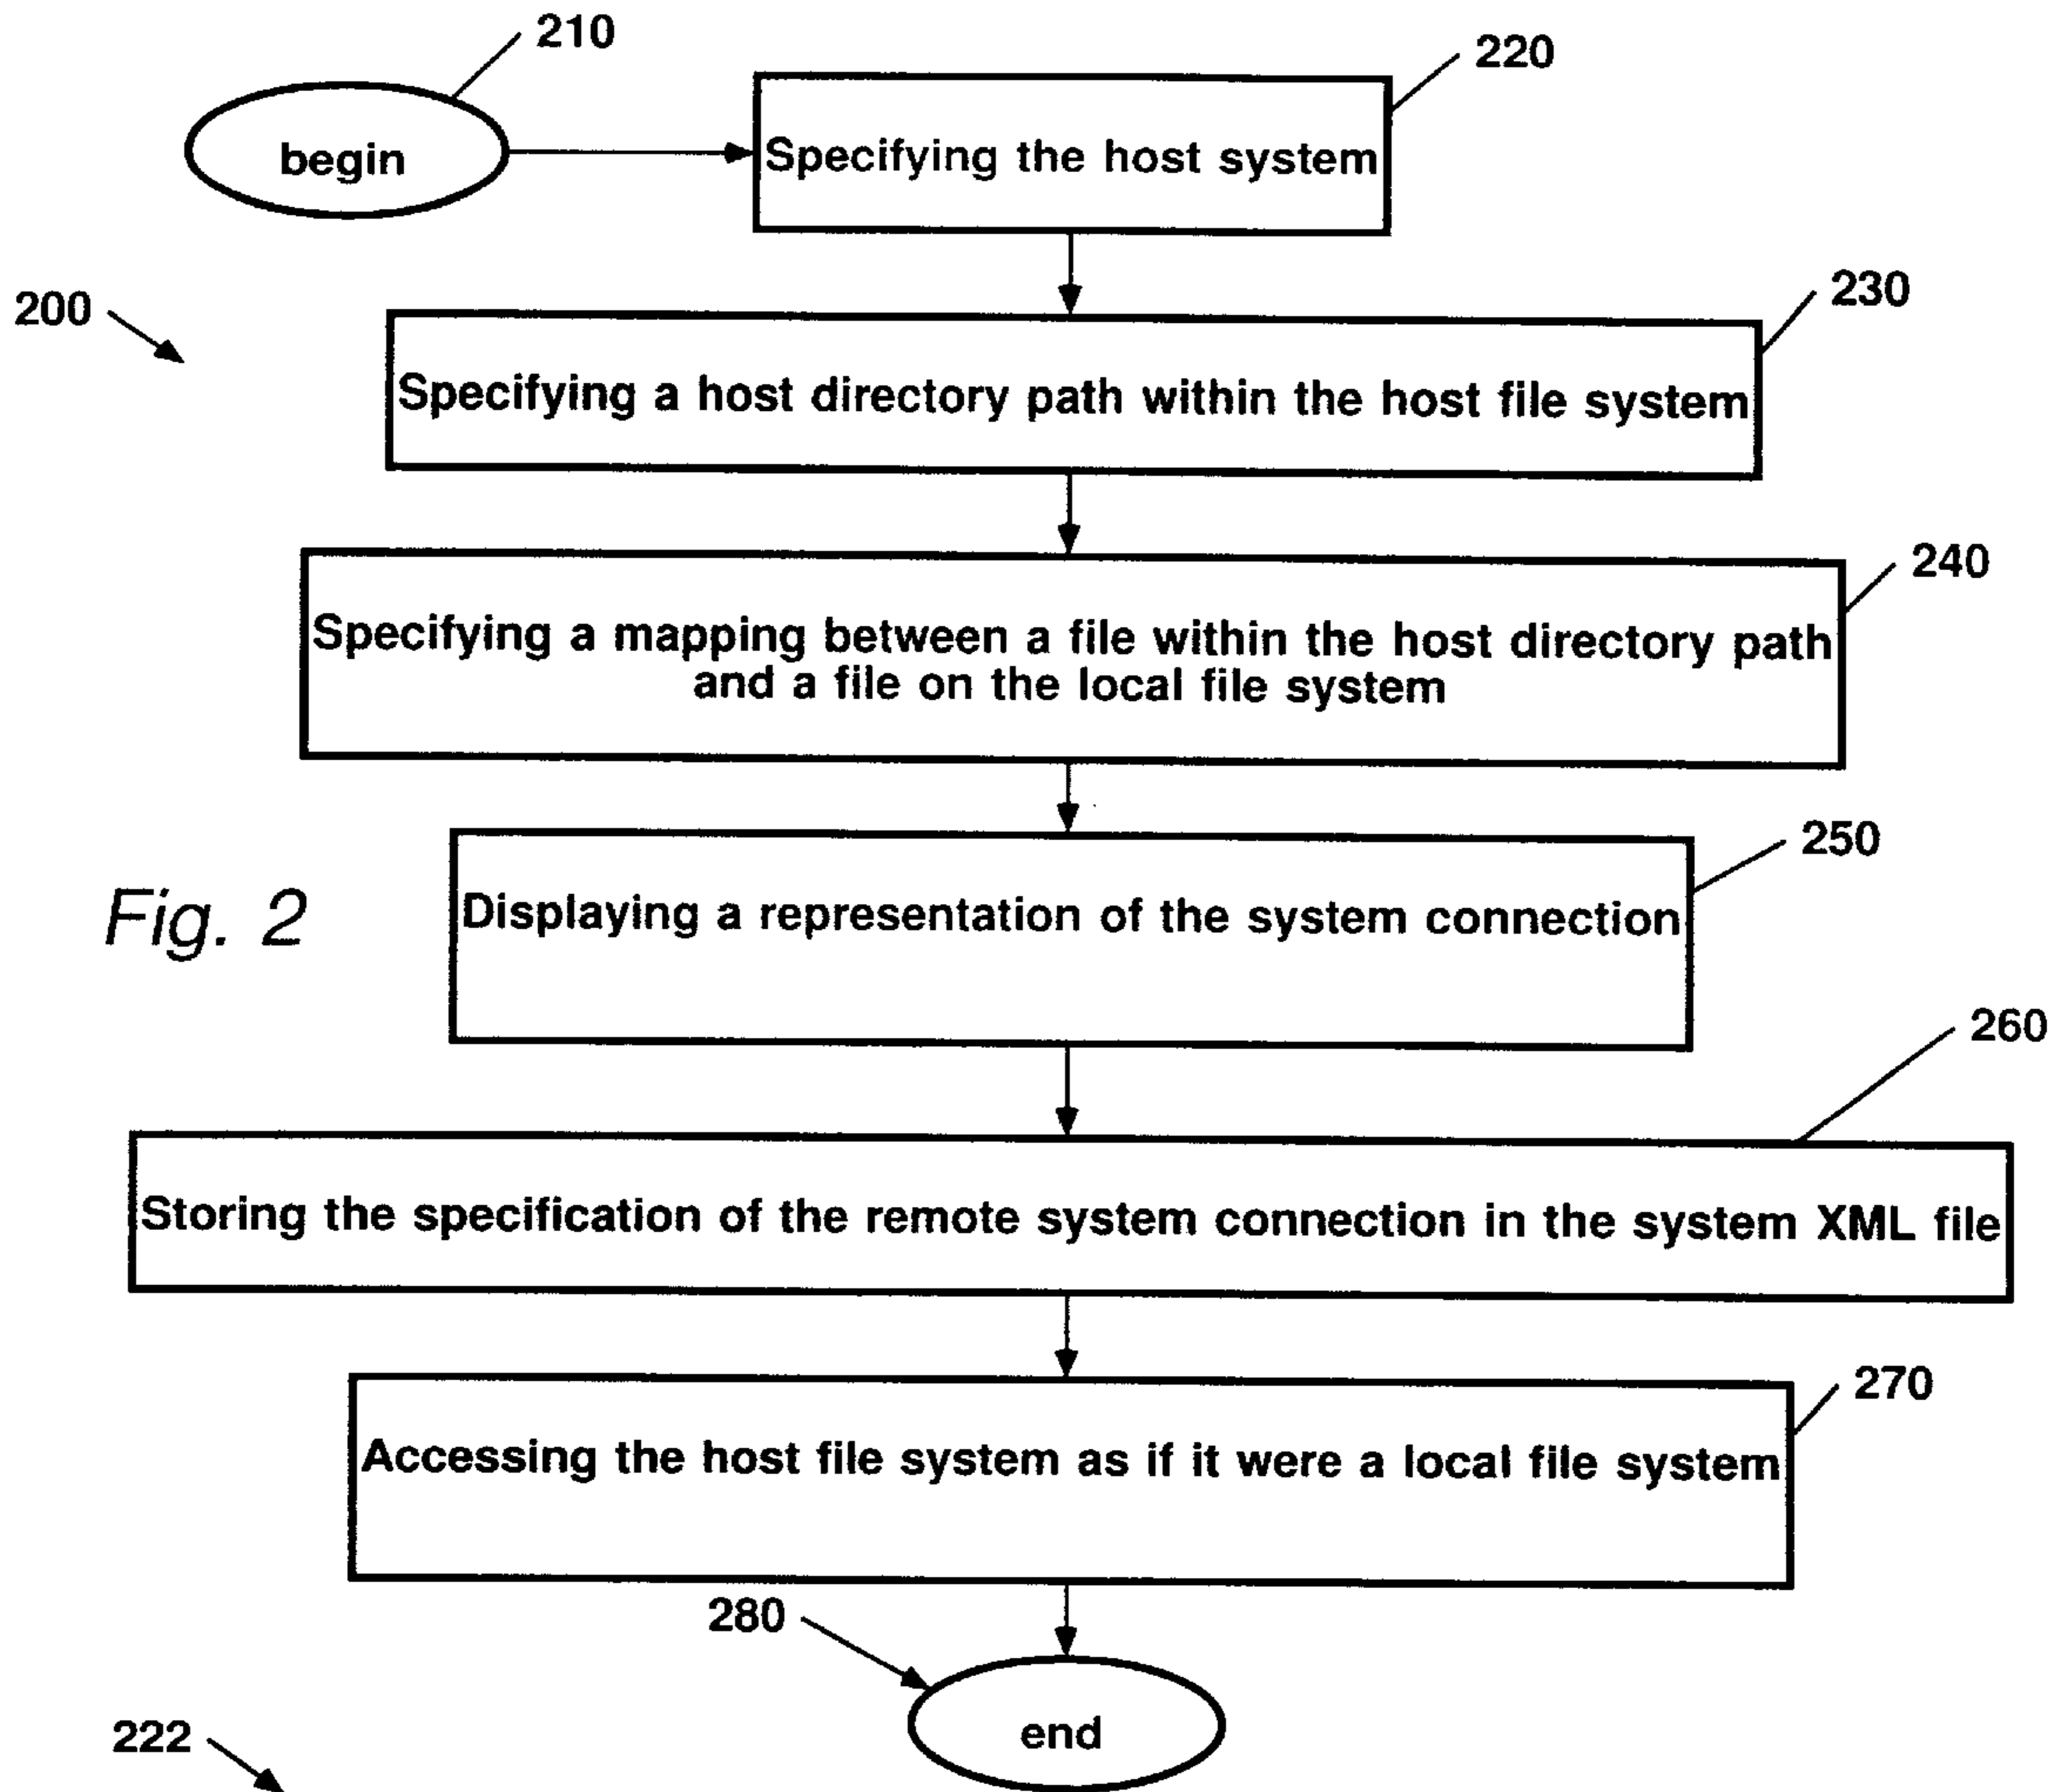 210
220
begin
Specifying the host system
200
230
Specifying a host directory path within the host file system
240
Specifying a mapping between a file within the host directory path
and a file on the local file system
250
Fig. 2
Displaying a representation of the system connection
260
Storing the specification of the remote system connection in the system XML file
270
Accessing the host file system as if it were a local file system
280
end
222